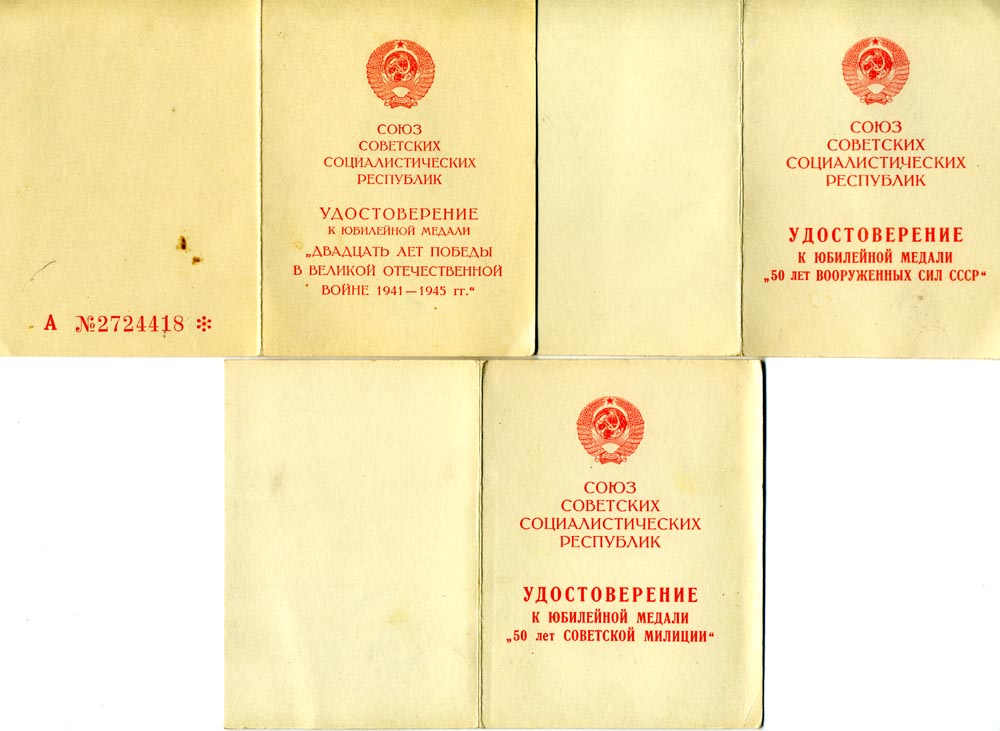 СОЮЗ
СОВЕТСКИХ
СОЦИАЛИСТИЧЕСКИХ
РЕСПУБЛИК
УДОСТОВЕРЕНИЕ
К ЮБИЛЕЙНОЙ МЕДАЛИ
„ДВАДЦАТЬ ЛЕТ ПОБЕДЫ
В ВЕЛИКОЙ ОТЕЧЕСТВЕННОЙ
ВОЙНЕ 1941—1945 гг.“
А №2724418 *
СОЮЗ
СОВЕТСКИХ
СОЦИАЛИСТИЧЕСКИХ
РЕСПУБЛИК
УДОСТОВЕРЕНИЕ
К ЮБИЛЕЙНОЙ МЕДАЛИ
„50 лет ВООРУЖЕННЫХ СИЛ СССР“
СОЮЗ
СОВЕТСКИХ
СОЦИАЛИСТИЧЕСКИХ
РЕСПУБЛИК
УДОСТОВЕРЕНИЕ
К ЮБИЛЕЙНОЙ МЕДАЛИ
„50 лет СОВЕТСКОЙ МИЛИЦИИ“